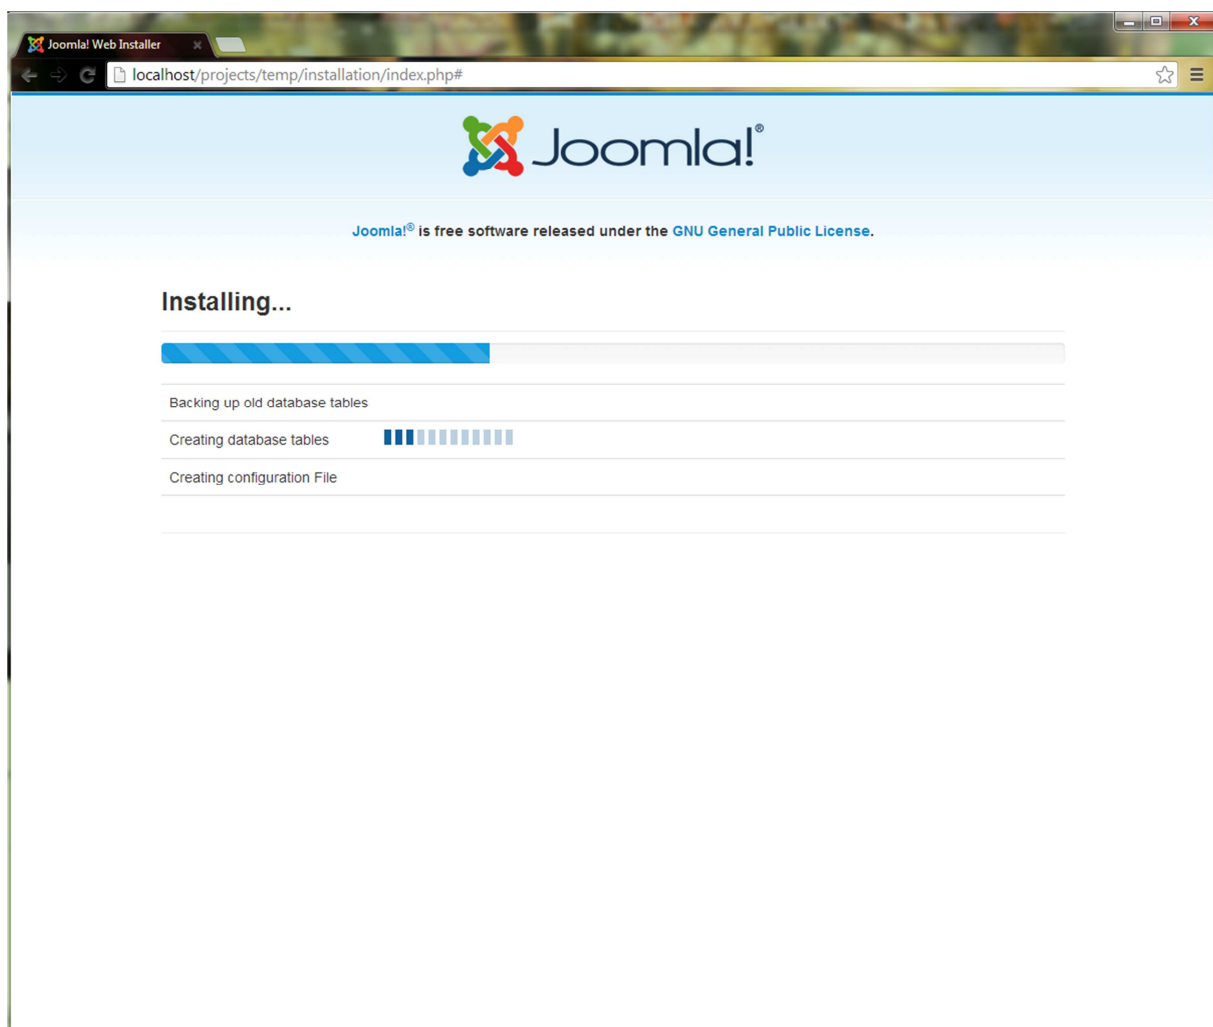 Joomla! Web Installer
localhost/projects/temp/installation/index.php#
Joomla!®
Joomla!® is free software released under the GNU General Public License.
Installing...
Backing up old database tables
Creating database tables
Creating configuration File